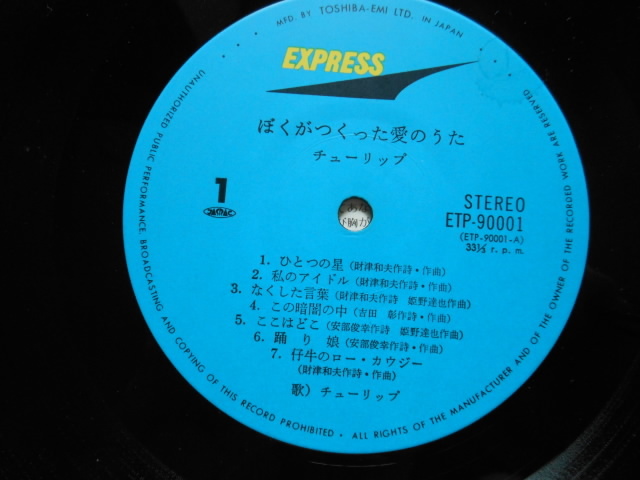 MFD. BY TOSHIBA-EMI LTD. IN JAPAN
EXPRESS
ぼくがつくった愛のうた
チューリップ
1
JASRAC
STEREO
ETP-90001
(ETP-90001-A)
33⅓ r. p. m.
1. ひとつの星(財津和夫作詩・作曲)
2. 私のアイドル(財津和夫作詩・作曲)
3. なくした言葉(財津和夫作詩 姫野達也作曲)
4. この暗闇の中(吉田 彰作詩・作曲)
5. ここはどこ(安部俊幸作詩 姫野達也作曲)
6. 踊り娘(安部俊幸作詩・作曲)
7. 仔牛のロー・カウジー
(財津和夫作詩・作曲)
歌)チューリップ
UNAUTHORIZED PUBLIC PERFORMANCE. BROADCASTING AND COPYING OF THIS RECORD PROHIBITED • ALL RIGHTS OF THE MANUFACTURER AND OF THE OWNER OF THE RECORDED WORK ARE RESERVED